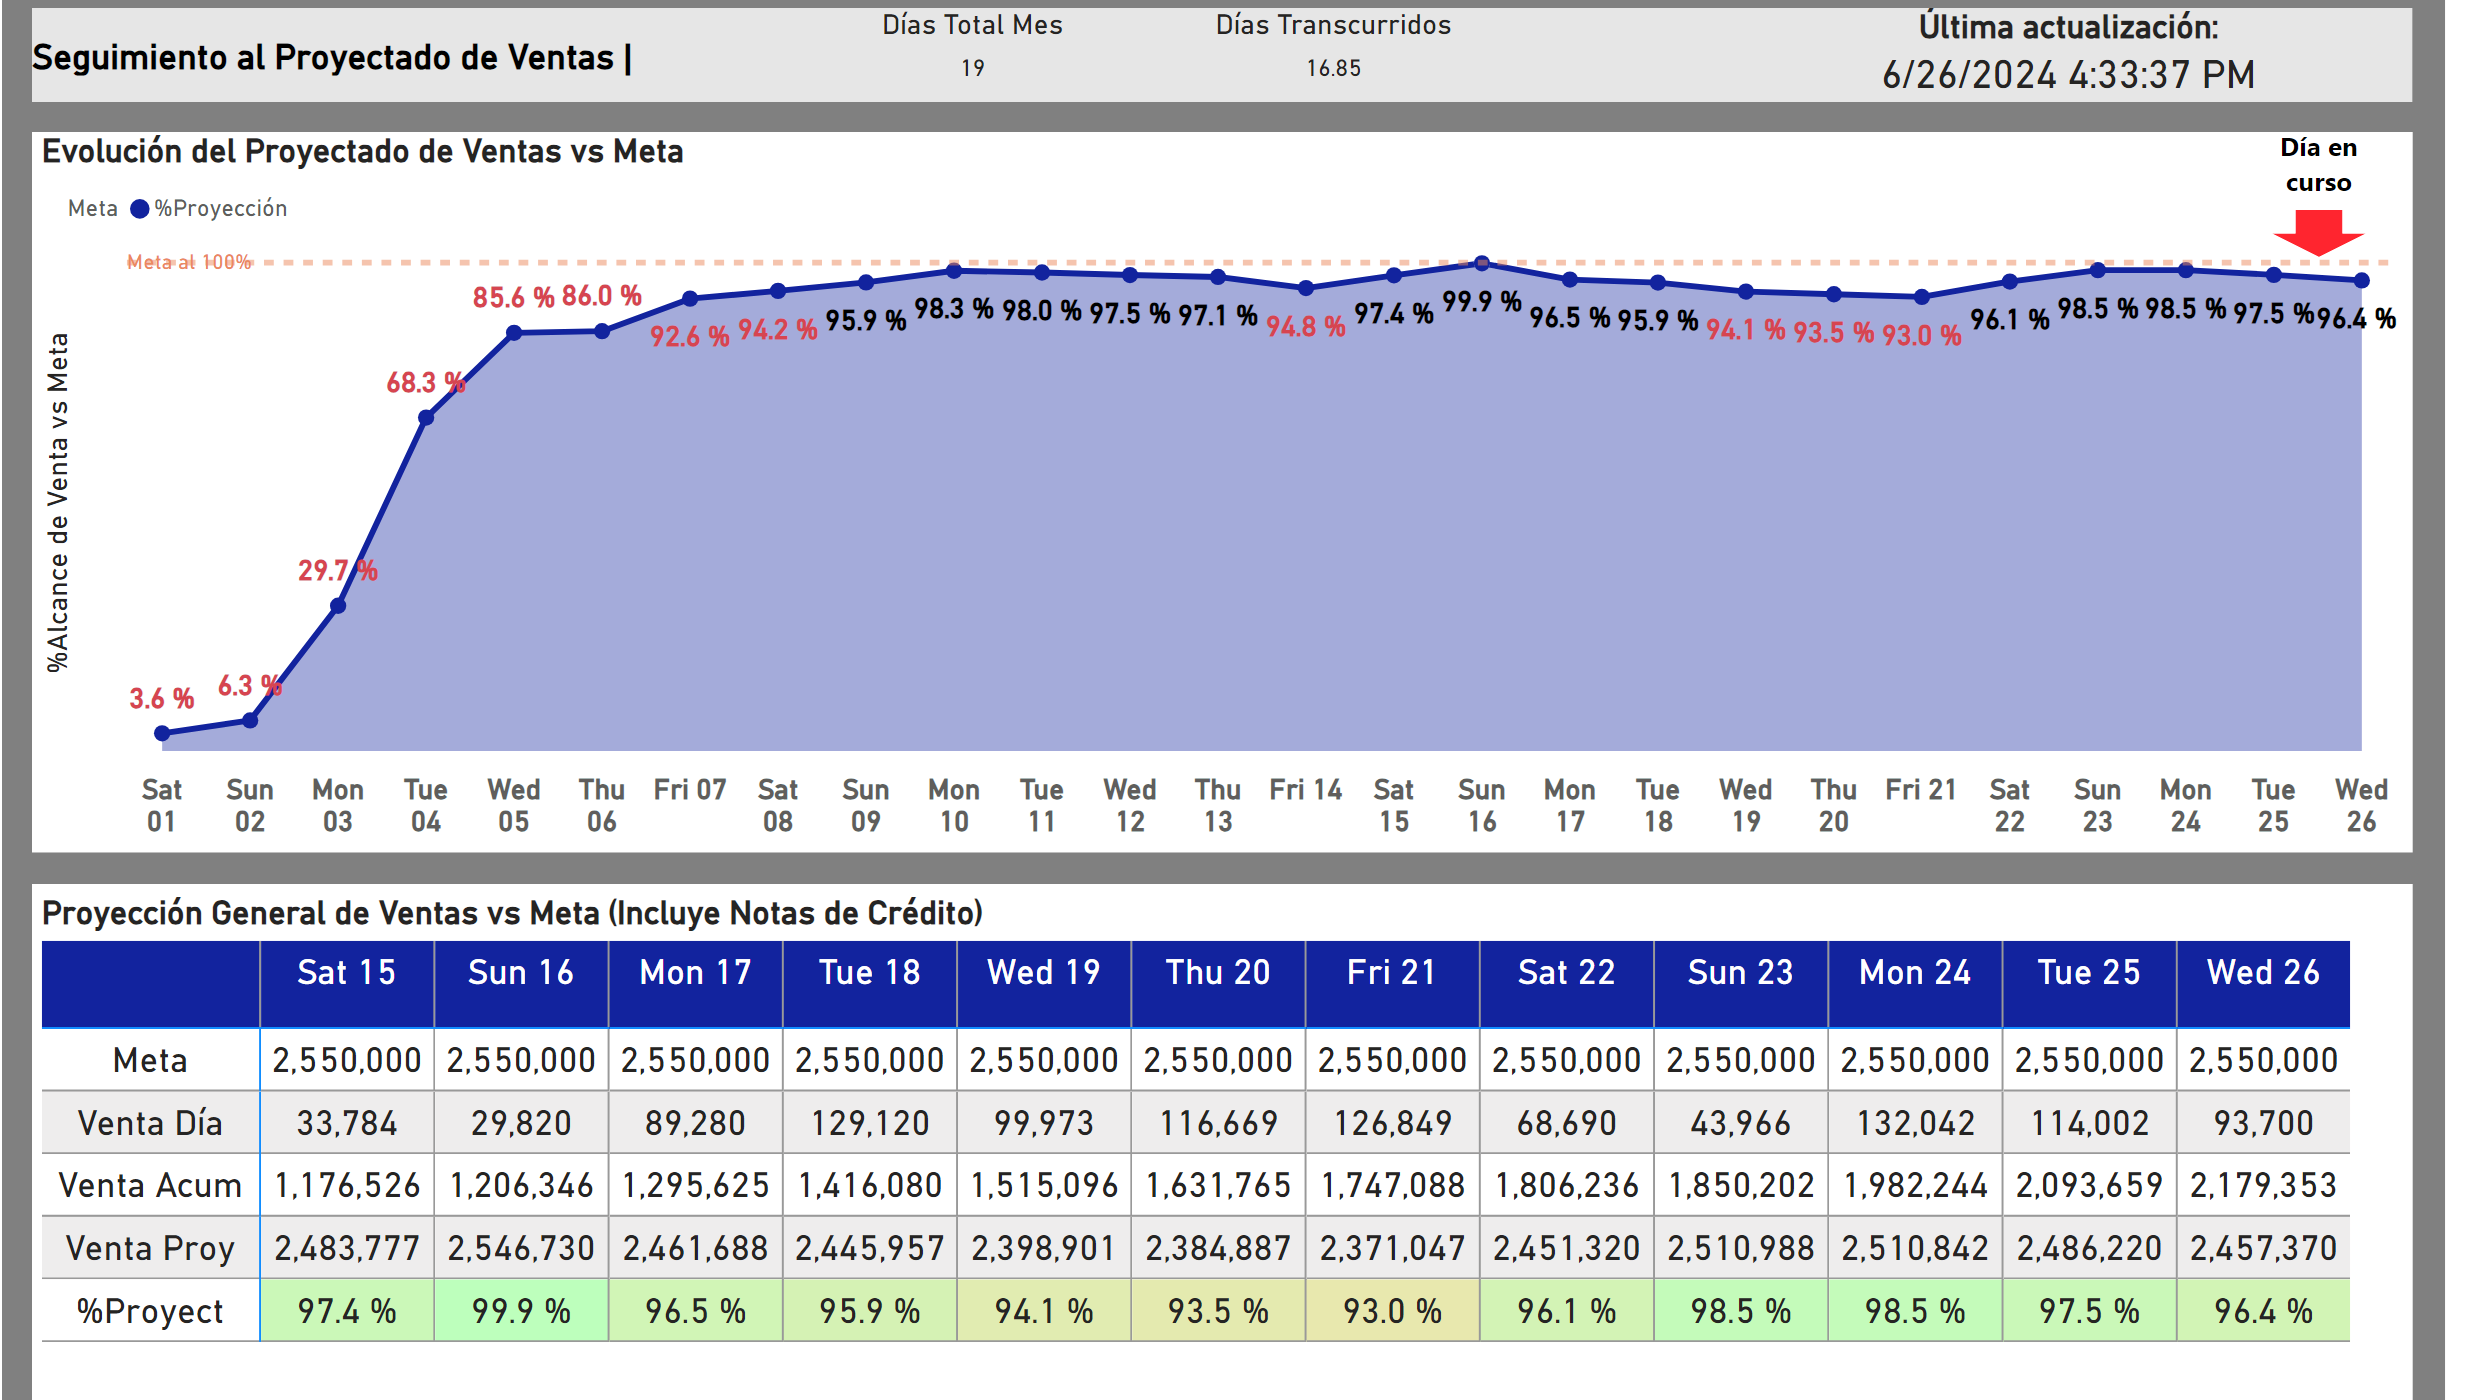 Seguimiento al Proyectado de Ventas |
Días Total Mes
19
Días Transcurridos
16.85
Última actualización:
6/26/2024 4:33:37 PM
Evolución del Proyectado de Ventas vs Meta
Día en
curso
Meta %Proyección
Meta al 100%
%Alcance de Venta vs Meta
3.6 % 6.3 % 29.7 % 68.3 % 85.6 % 86.0 % 92.6 % 94.2 % 95.9 % 98.3 % 98.0 % 97.5 % 97.1 % 94.8 % 97.4 % 99.9 % 96.5 % 95.9 % 94.1 % 93.5 % 93.0 % 96.1 % 98.5 % 98.5 % 97.5 % 96.4 %
Sat Sun Mon Tue Wed Thu Fri 07 Sat Sun Mon Tue Wed Thu Fri 14 Sat Sun Mon Tue Wed Thu Fri 21 Sat Sun Mon Tue Wed
01 02 03 04 05 06 08 09 10 11 12 13 15 16 17 18 19 20 22 23 24 25 26
Proyección General de Ventas vs Meta (Incluye Notas de Crédito)
Sat 15 Sun 16 Mon 17 Tue 18 Wed 19 Thu 20 Fri 21 Sat 22 Sun 23 Mon 24 Tue 25 Wed 26
Meta 2,550,000 2,550,000 2,550,000 2,550,000 2,550,000 2,550,000 2,550,000 2,550,000 2,550,000 2,550,000 2,550,000 2,550,000
Venta Día 33,784 29,820 89,280 129,120 99,973 116,669 126,849 68,690 43,966 132,042 114,002 93,700
Venta Acum 1,176,526 1,206,346 1,295,625 1,416,080 1,515,096 1,631,765 1,747,088 1,806,236 1,850,202 1,982,244 2,093,659 2,179,353
Venta Proy 2,483,777 2,546,730 2,461,688 2,445,957 2,398,901 2,384,887 2,371,047 2,451,320 2,510,988 2,510,842 2,486,220 2,457,370
%Proyect 97.4 % 99.9 % 96.5 % 95.9 % 94.1 % 93.5 % 93.0 % 96.1 % 98.5 % 98.5 % 97.5 % 96.4 %